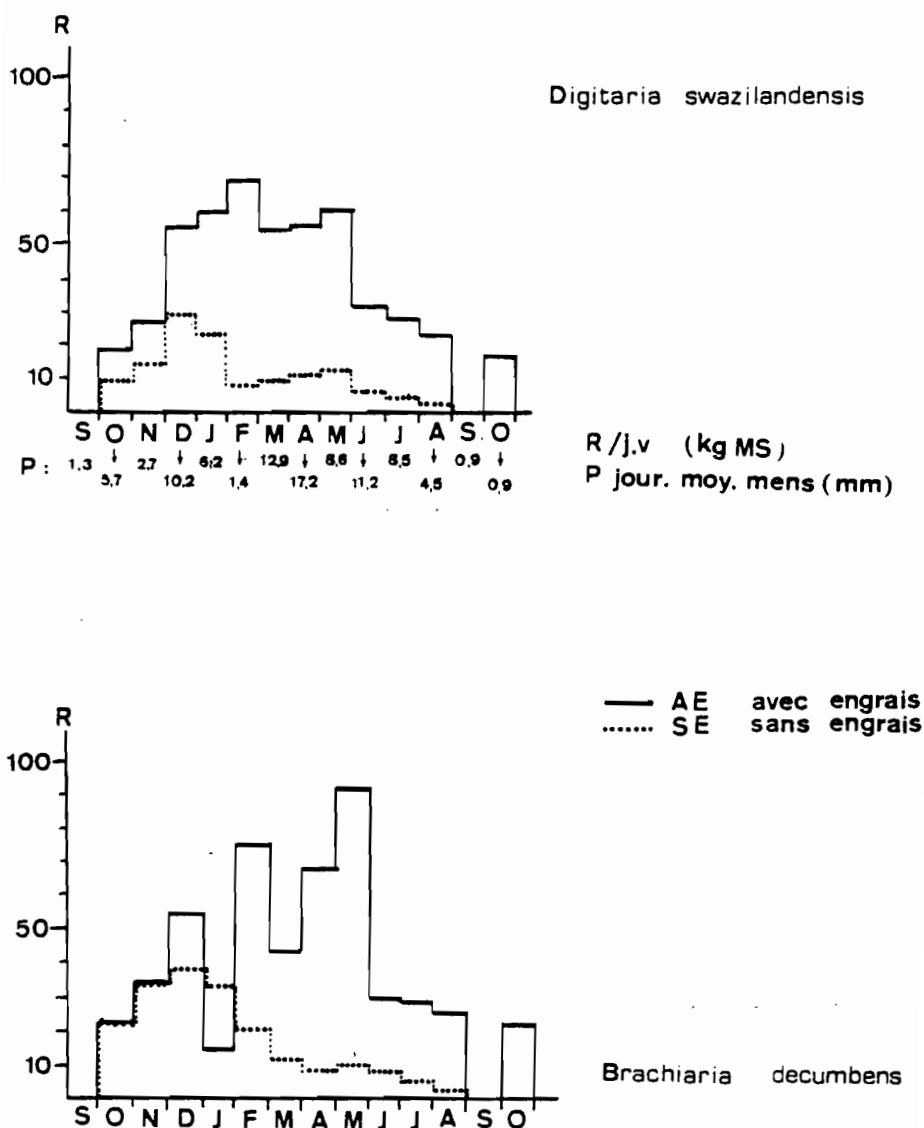 R
100
Digitaria swazilandensis
50
10
S O N D J F M A M J J A S O
R/j.v (kg MS)
P : 1,3 ↓ 2,7 ↓ 6,2 ↓ 12,9 ↓ 8,6 ↓ 8,5 ↓ 0,9 ↓
5,7 10,2 1,4 17,2 11,2 4,5 0,9
P jour. moy. mens (mm)
AE avec engrais
SE sans engrais
R
100
50
10
Brachiaria decumbens
S O N D J F M A M J J A S O